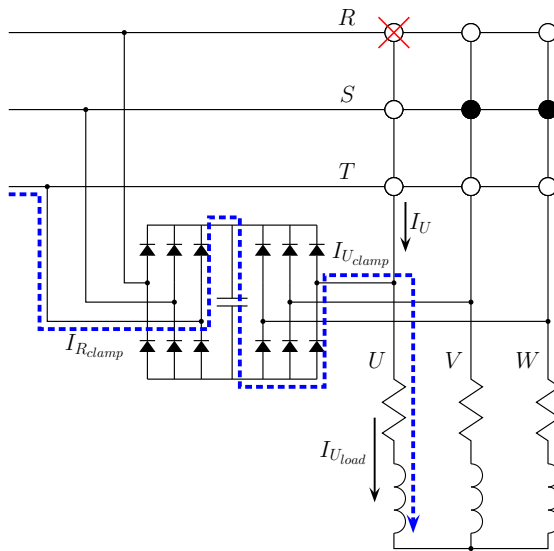 R
S
T
I_U
I_{U_{clamp}}
I_{R_{clamp}}
U V W
I_{U_{load}}